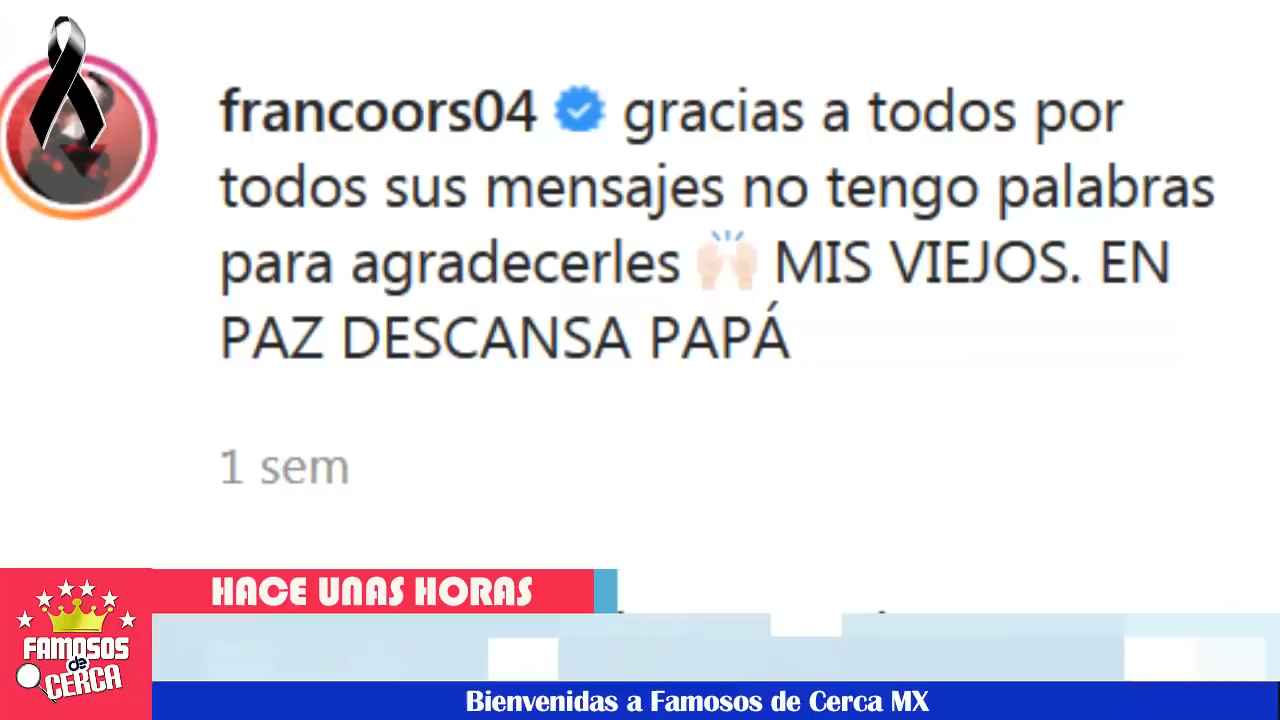 francoors04 gracias a todos por
todos sus mensajes no tengo palabras
para agradecerles 🙌🏻 MIS VIEJOS. EN
PAZ DESCANSA PAPÁ
1 sem
HACE UNAS HORAS
FAMOSOS
de
CERCA
Bienvenidas a Famosos de Cerca MX